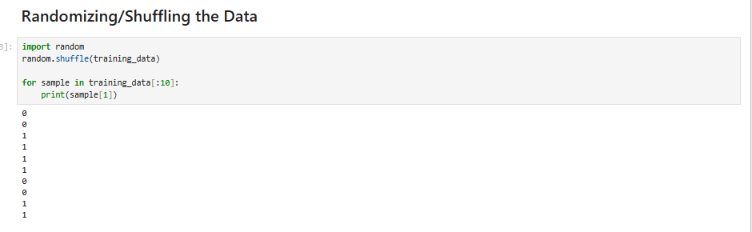 Randomizing/Shuffling the Data
]:
import random
random.shuffle(training_data)
for sample in training_data[:10]:
print(sample[1])
0
0
1
1
1
1
0
0
1
1